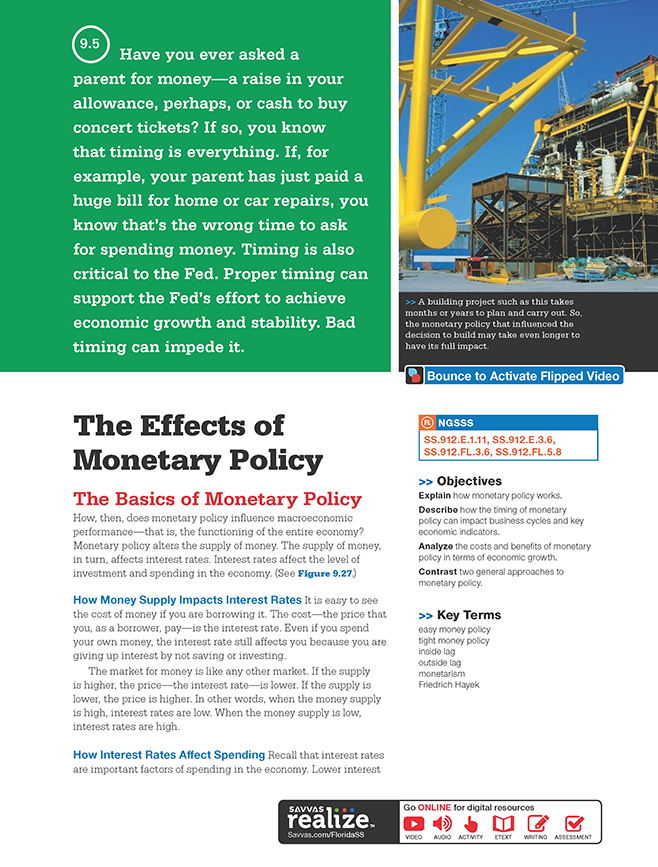 9.5
Have you ever asked a
parent for money—a raise in your
allowance, perhaps, or cash to buy
concert tickets? If so, you know
that timing is everything. If, for
example, your parent has just paid a
huge bill for home or car repairs, you
know that's the wrong time to ask
for spending money. Timing is also
critical to the Fed. Proper timing can
support the Fed's effort to achieve
economic growth and stability. Bad
timing can impede it.
>> A building project such as this takes
months or years to plan and carry out. So,
the monetary policy that influenced the
decision to build may take even longer to
have its full impact.
Bounce to Activate Flipped Video
The Effects of
Monetary Policy
The Basics of Monetary Policy
How, then, does monetary policy influence macroeconomic
performance—that is, the functioning of the entire economy?
Monetary policy alters the supply of money. The supply of money,
in turn, affects interest rates. Interest rates affect the level of
investment and spending in the economy. (See Figure 9.27.)
How Money Supply Impacts Interest Rates It is easy to see
the cost of money if you are borrowing it. The cost—the price that
you, as a borrower, pay—is the interest rate. Even if you spend
your own money, the interest rate still affects you because you are
giving up interest by not saving or investing.
The market for money is like any other market. If the supply
is higher, the price—the interest rate—is lower. If the supply is
lower, the price is higher. In other words, when the money supply
is high, interest rates are low. When the money supply is low,
interest rates are high.
How Interest Rates Affect Spending Recall that interest rates
are important factors of spending in the economy. Lower interest
FL NGSSS
SS.912.E.1.11, SS.912.E.3.6,
SS.912.FL.3.6, SS.912.FL.5.8
>> Objectives
Explain how monetary policy works.
Describe how the timing of monetary
policy can impact business cycles and key
economic indicators.
Analyze the costs and benefits of monetary
policy in terms of economic growth.
Contrast two general approaches to
monetary policy.
>> Key Terms
easy money policy
tight money policy
inside lag
outside lag
monetarism
Friedrich Hayek
SAVVAS
realize™
Savvas.com/FloridaSS
Go ONLINE for digital resources
VIDEO AUDIO ACTIVITY ETEXT WRITING ASSESSMENT